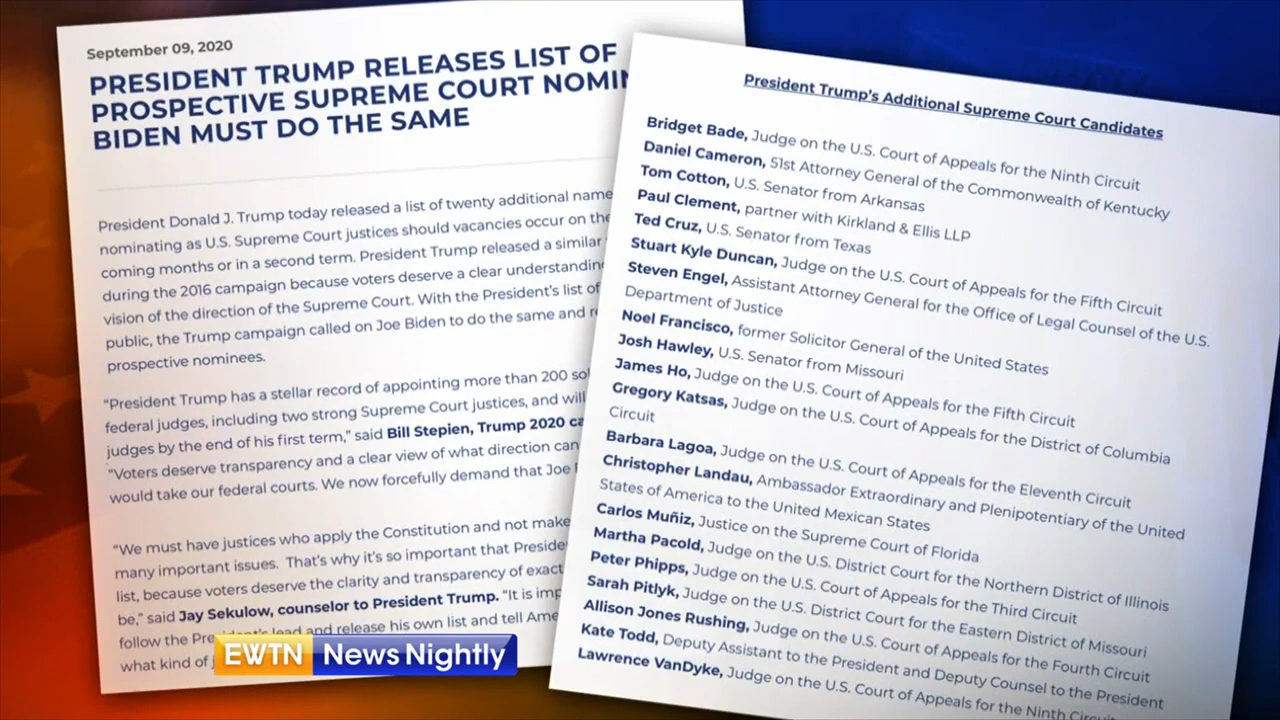 September 09, 2020
PRESIDENT TRUMP RELEASES LIST OF
PROSPECTIVE SUPREME COURT NOMIN
BIDEN MUST DO THE SAME
President Donald J. Trump today released a list of twenty additional name
nominating as U.S. Supreme Court justices should vacancies occur on the
coming months or in a second term. President Trump released a similar
during the 2016 campaign because voters deserve a clear understandin
vision of the direction of the Supreme Court. With the President's list of
public, the Trump campaign called on Joe Biden to do the same and r
prospective nominees.
"President Trump has a stellar record of appointing more than 200 sol
federal judges, including two strong Supreme Court justices, and will
judges by the end of his first term," said Bill Stepien, Trump 2020 ca
"Voters deserve transparency and a clear view of what direction can
would take our federal courts. We now forcefully demand that Joe
"We must have justices who apply the Constitution and not make
many important issues. That's why it's so important that Preside
list, because voters deserve the clarity and transparency of exact
be," said Jay Sekulow, counselor to President Trump. "It is imp
follow the President's lead and release his own list and tell Ame
what kind of j
President Trump's Additional Supreme Court Candidates
Bridget Bade, Judge on the U.S. Court of Appeals for the Ninth Circuit
Daniel Cameron, 51st Attorney General of the Commonwealth of Kentucky
Tom Cotton, U.S. Senator from Arkansas
Paul Clement, partner with Kirkland & Ellis LLP
Ted Cruz, U.S. Senator from Texas
Stuart Kyle Duncan, Judge on the U.S. Court of Appeals for the Fifth Circuit
Steven Engel, Assistant Attorney General for the Office of Legal Counsel of the U.S.
Department of Justice
Noel Francisco, former Solicitor General of the United States
Josh Hawley, U.S. Senator from Missouri
James Ho, Judge on the U.S. Court of Appeals for the Fifth Circuit
Gregory Katsas, Judge on the U.S. Court of Appeals for the District of Columbia
Circuit
Barbara Lagoa, Judge on the U.S. Court of Appeals for the Eleventh Circuit
Christopher Landau, Ambassador Extraordinary and Plenipotentiary of the United
States of America to the United Mexican States
Carlos Muñiz, Justice on the Supreme Court of Florida
Martha Pacold, Judge on the U.S. District Court for the Northern District of Illinois
Peter Phipps, Judge on the U.S. Court of Appeals for the Third Circuit
Sarah Pitlyk, Judge on the U.S. District Court for the Eastern District of Missouri
Allison Jones Rushing, Judge on the U.S. Court of Appeals for the Fourth Circuit
Kate Todd, Deputy Assistant to the President and Deputy Counsel to the President
Lawrence VanDyke, Judge on the U.S. Court of Appeals for the Ninth Circuit
EWTN News Nightly